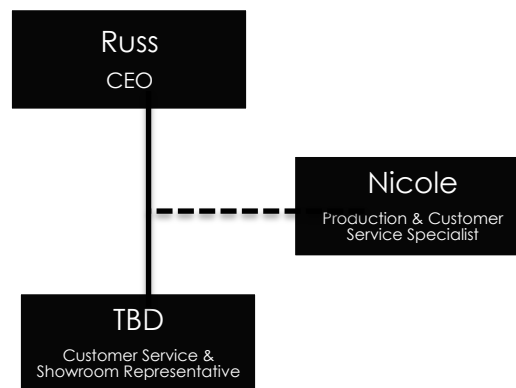 Russ
CEO
Nicole
Production & Customer
Service Specialist
TBD
Customer Service &
Showroom Representative